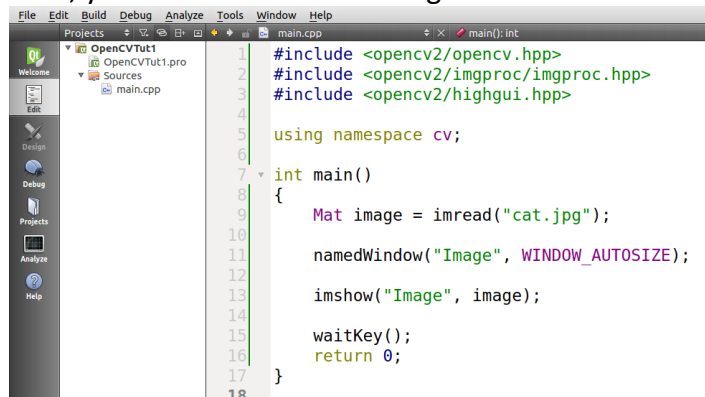 File Edit Build Debug Analyze Tools Window Help
Projects main.cpp main(): int
Welcome
Edit
Design
Debug
Projects
Analyze
Help
OpenCVTut1
OpenCVTut1.pro
Sources
main.cpp
1 #include <opencv2/opencv.hpp>
2 #include <opencv2/imgproc/imgproc.hpp>
3 #include <opencv2/highgui.hpp>
4
5 using namespace cv;
6
7 int main()
8 {
9 Mat image = imread("cat.jpg");
10
11 namedWindow("Image", WINDOW_AUTOSIZE);
12
13 imshow("Image", image);
14
15 waitKey();
16 return 0;
17 }
18